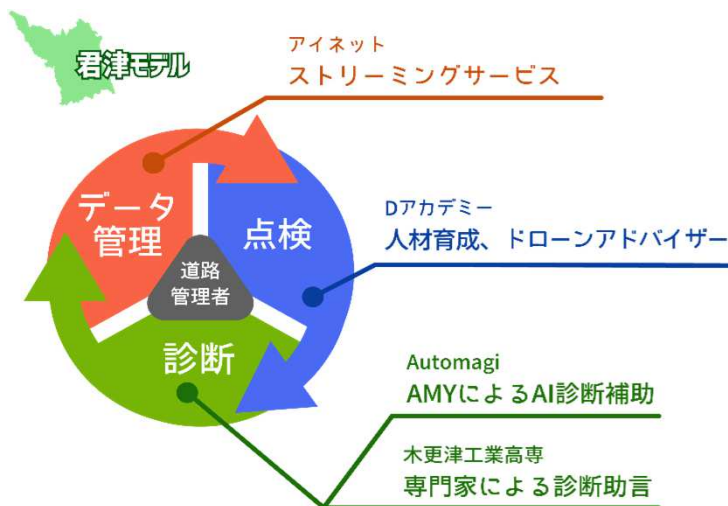 君津モデル
アイネット
ストリーミングサービス
データ
管理
点検
道路
管理者
診断
Dアカデミー
人材育成、ドローンアドバイザー
Automagi
AMYによるAI診断補助
木更津工業高専
専門家による診断助言